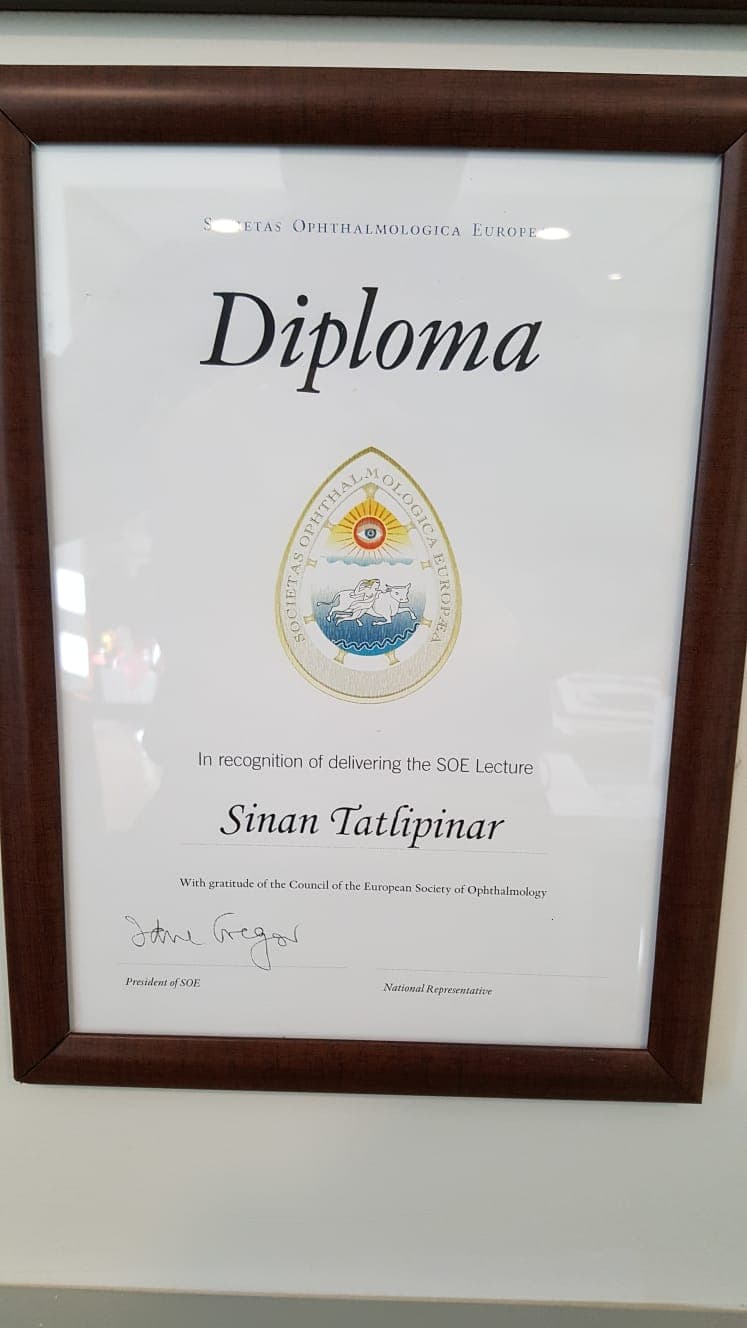 Ophthalmologica
Diploma
SOCIETAS OPHTHALMOLOGICA EUROPÆA
In recognition of delivering the SOE Lecture
Sinan Tatlipinar
With gratitude of the Council of the European Society of Ophthalmology
President of SOE
National Representative